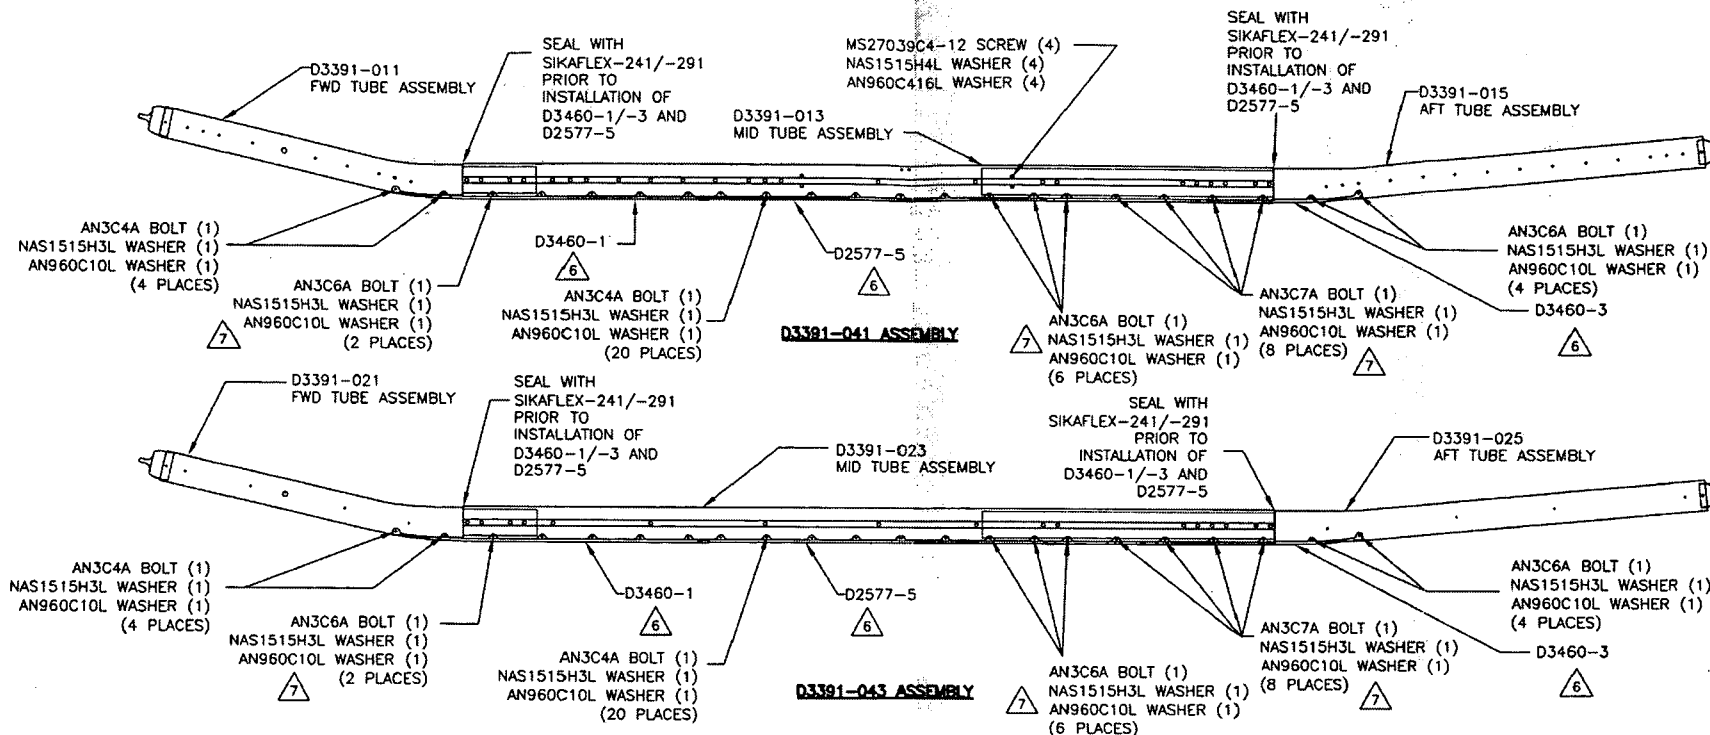 D3391-011
FWD TUBE ASSEMBLY
SEAL WITH
SIKAFLEX-241/-291
PRIOR TO
INSTALLATION OF
D3460-1/-3 AND
D2577-5
D3391-013
MID TUBE ASSEMBLY
MS27039C4-12 SCREW (4)
NAS1515H4L WASHER (4)
AN960C416L WASHER (4)
SEAL WITH
SIKAFLEX-241/-291
PRIOR TO
INSTALLATION OF
D3460-1/-3 AND
D2577-5
D3391-015
AFT TUBE ASSEMBLY
AN3C4A BOLT (1)
NAS1515H3L WASHER (1)
AN960C10L WASHER (1)
(4 PLACES)
7
AN3C6A BOLT (1)
NAS1515H3L WASHER (1)
AN960C10L WASHER (1)
(2 PLACES)
D3460-1
6
AN3C4A BOLT (1)
NAS1515H3L WASHER (1)
AN960C10L WASHER (1)
(20 PLACES)
D2577-5
6
D3391-041 ASSEMBLY
7
AN3C6A BOLT (1)
NAS1515H3L WASHER (1)
AN960C10L WASHER (1)
(6 PLACES)
AN3C7A BOLT (1)
NAS1515H3L WASHER (1)
AN960C10L WASHER (1)
(8 PLACES)
7
AN3C6A BOLT (1)
NAS1515H3L WASHER (1)
AN960C10L WASHER (1)
(4 PLACES)
D3460-3
6
D3391-021
FWD TUBE ASSEMBLY
SEAL WITH
SIKAFLEX-241/-291
PRIOR TO
INSTALLATION OF
D3460-1/-3 AND
D2577-5
D3391-023
MID TUBE ASSEMBLY
SEAL WITH
SIKAFLEX-241/-291
PRIOR TO
INSTALLATION OF
D3460-1/-3 AND
D2577-5
D3391-025
AFT TUBE ASSEMBLY
AN3C4A BOLT (1)
NAS1515H3L WASHER (1)
AN960C10L WASHER (1)
(4 PLACES)
AN3C6A BOLT (1)
NAS1515H3L WASHER (1)
AN960C10L WASHER (1)
(2 PLACES)
7
D3460-1
6
AN3C4A BOLT (1)
NAS1515H3L WASHER (1)
AN960C10L WASHER (1)
(20 PLACES)
D2577-5
6
D3391-043 ASSEMBLY
7
AN3C6A BOLT (1)
NAS1515H3L WASHER (1)
AN960C10L WASHER (1)
(6 PLACES)
AN3C7A BOLT (1)
NAS1515H3L WASHER (1)
AN960C10L WASHER (1)
(8 PLACES)
7
AN3C6A BOLT (1)
NAS1515H3L WASHER (1)
AN960C10L WASHER (1)
(4 PLACES)
D3460-3
6